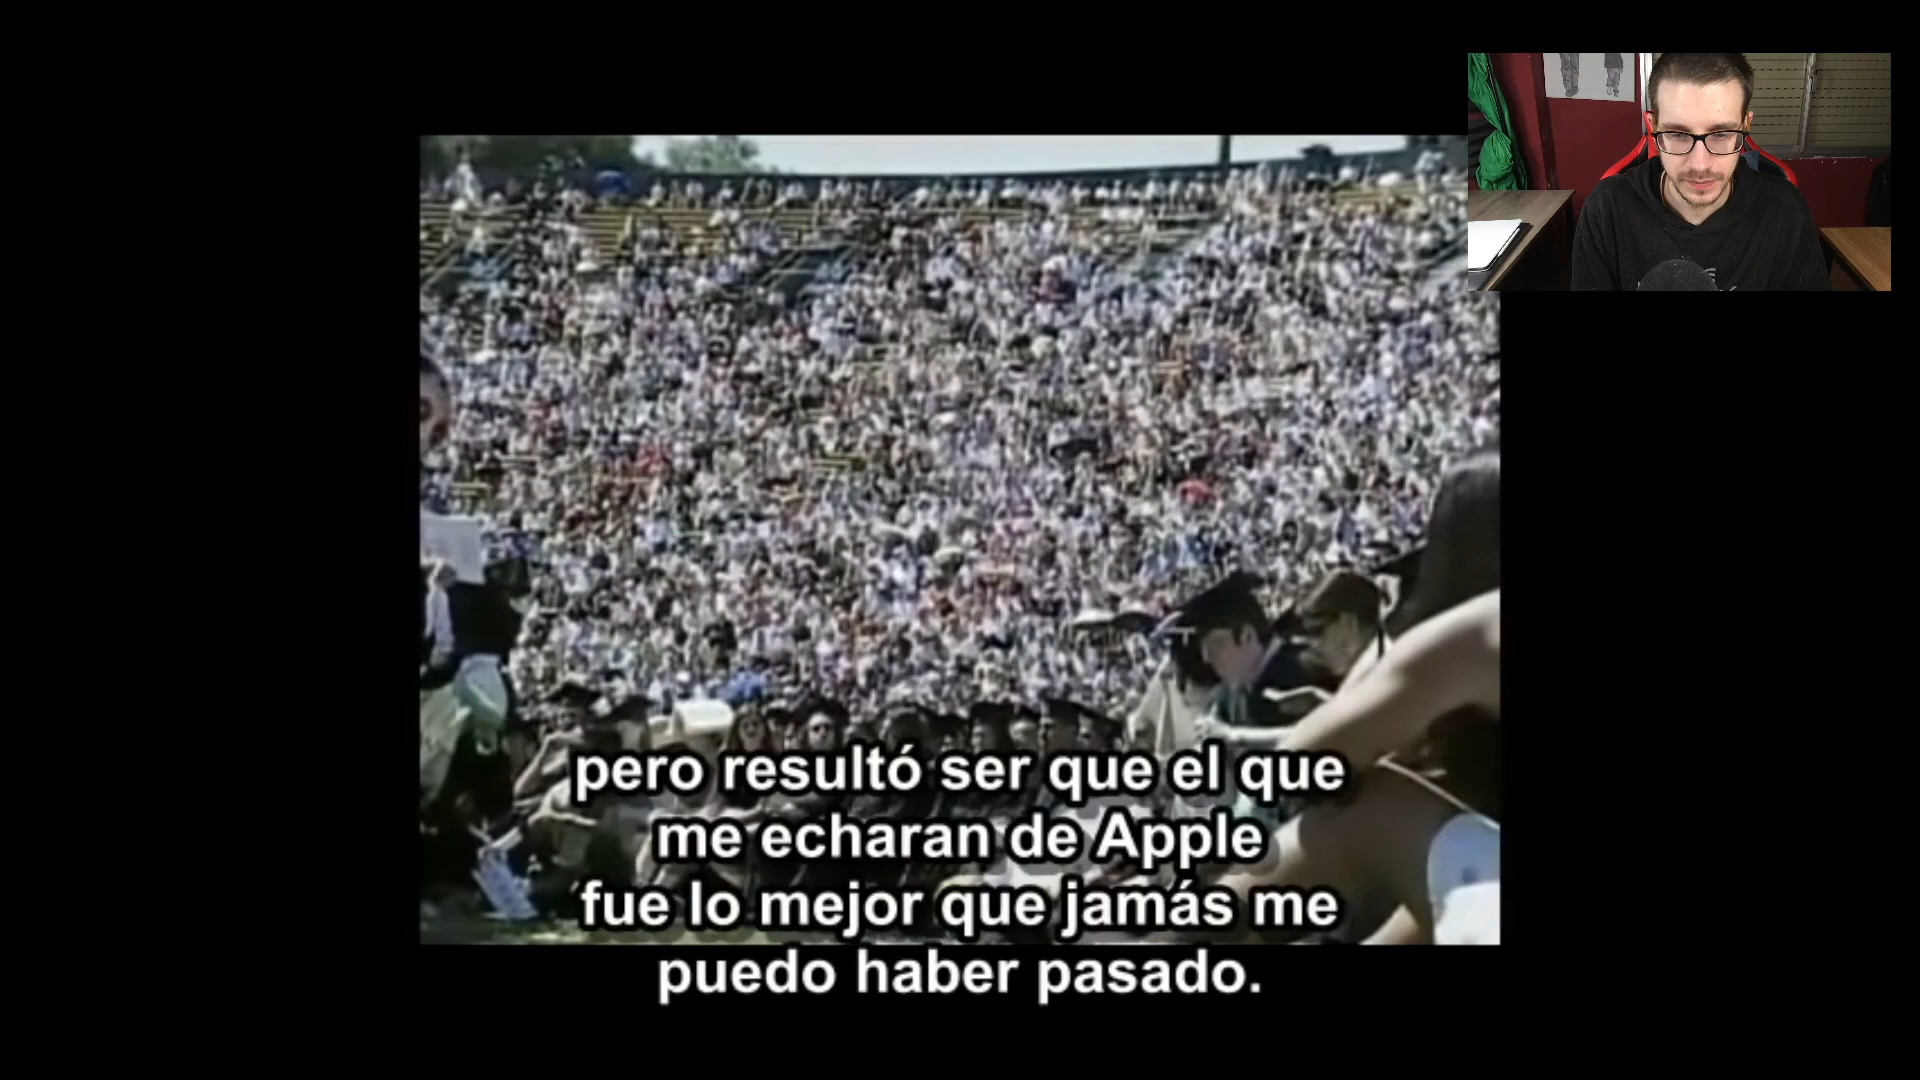 pero resultó ser que el que
me echaran de Apple
fue lo mejor que jamás me
puedo haber pasado.